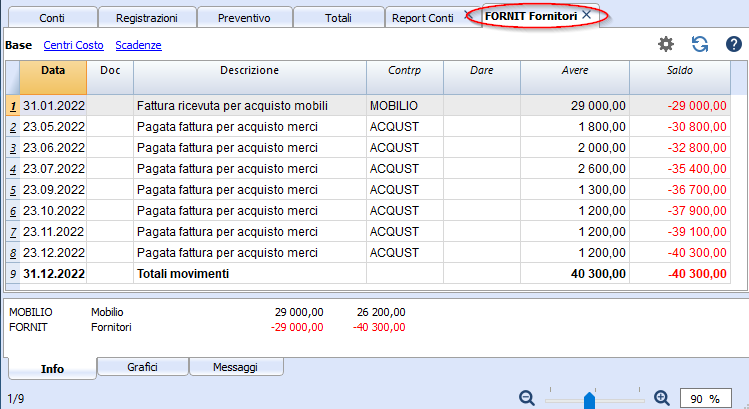 Conti Registrazioni Preventivo Totali Report Conti FORNIT Fornitori
Base Centri Costo Scadenze
Data Doc Descrizione Contrp Dare Avere Saldo
1 31.01.2022 Fattura ricevuta per acquisto mobili MOBILIO 29 000,00 -29 000,00
2 23.05.2022 Pagata fattura per acquisto merci ACQUST 1 800,00 -30 800,00
3 23.06.2022 Pagata fattura per acquisto merci ACQUST 2 000,00 -32 800,00
4 23.07.2022 Pagata fattura per acquisto merci ACQUST 2 600,00 -35 400,00
5 23.09.2022 Pagata fattura per acquisto merci ACQUST 1 300,00 -36 700,00
6 23.10.2022 Pagata fattura per acquisto merci ACQUST 1 200,00 -37 900,00
7 23.11.2022 Pagata fattura per acquisto merci ACQUST 1 200,00 -39 100,00
8 23.12.2022 Pagata fattura per acquisto merci ACQUST 1 200,00 -40 300,00
9 31.12.2022 Totali movimenti 40 300,00 -40 300,00
MOBILIO Mobilio 29 000,00 26 200,00
FORNIT Fornitori -29 000,00 -40 300,00
Info Grafici Messaggi
1/9 90 %